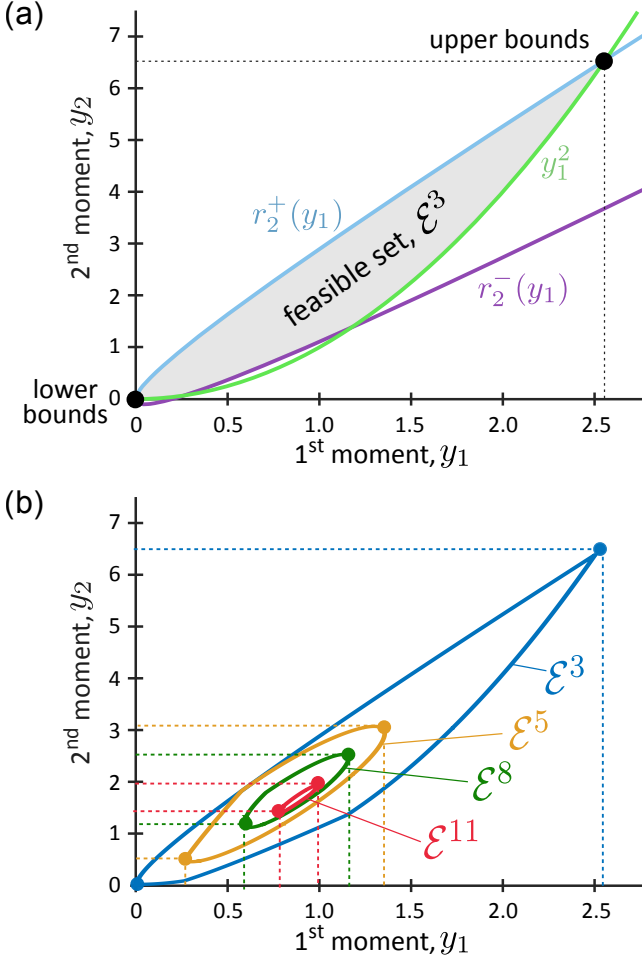 (a)
7
6
5
4
3
2
1
0
2nd moment, y₂
upper bounds
y₁²
r₂⁺(y₁)
feasible set, ℰ³
r₂⁻(y₁)
lower
bounds
0.5
1.0
1.5
2.0
2.5
1st moment, y₁
(b)
7
6
5
4
3
2
1
0
2nd moment, y₂
ℰ³
ℰ⁵
ℰ⁸
ℰ¹¹
0
0.5
1.0
1.5
2.0
2.5
1st moment, y₁